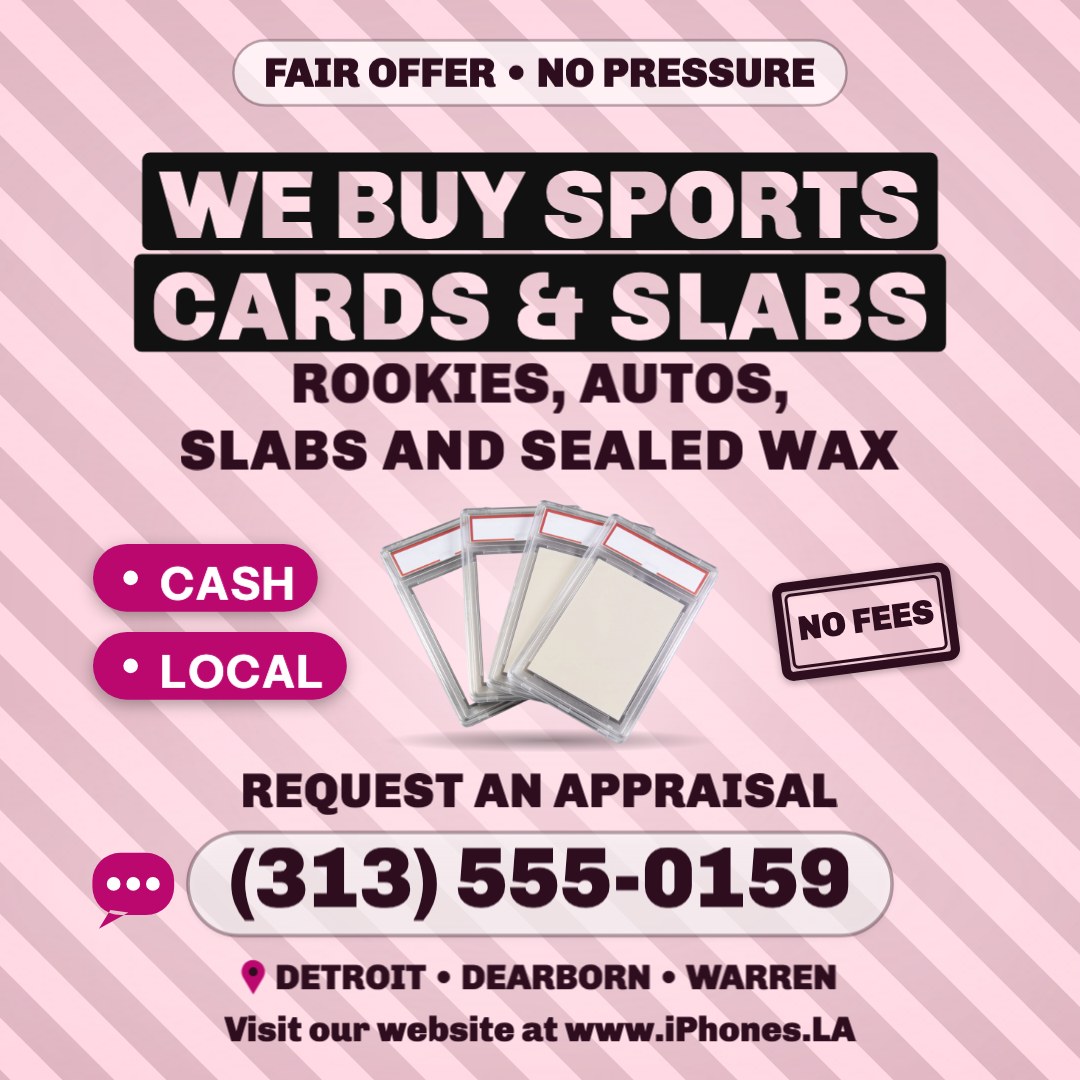 FAIR OFFER • NO PRESSURE
WE BUY SPORTS
CARDS & SLABS
ROOKIES, AUTOS,
SLABS AND SEALED WAX
• CASH
• LOCAL
NO FEES
REQUEST AN APPRAISAL
(313) 555-0159
DETROIT • DEARBORN • WARREN
Visit our website at www.iPhones.LA